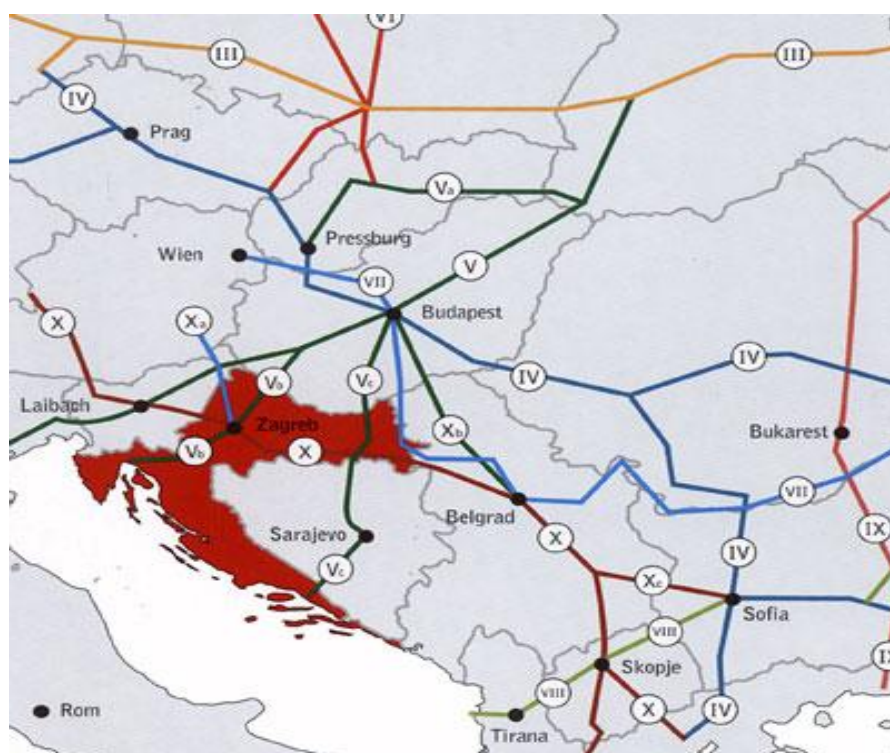 VI
III
III
IV
Prag
Va
Pressburg
Wien
V
VII
X
Xa
Budapest
IV
IV
Vb
Vc
Laibach
Zagreb
Xb
Bukarest
Vb
X
VII
Belgrad
IX
Sarajevo
X
IV
Vc
Xc
Sofia
VIII
Skopje
VIII
X
IV
Rom
Tirana